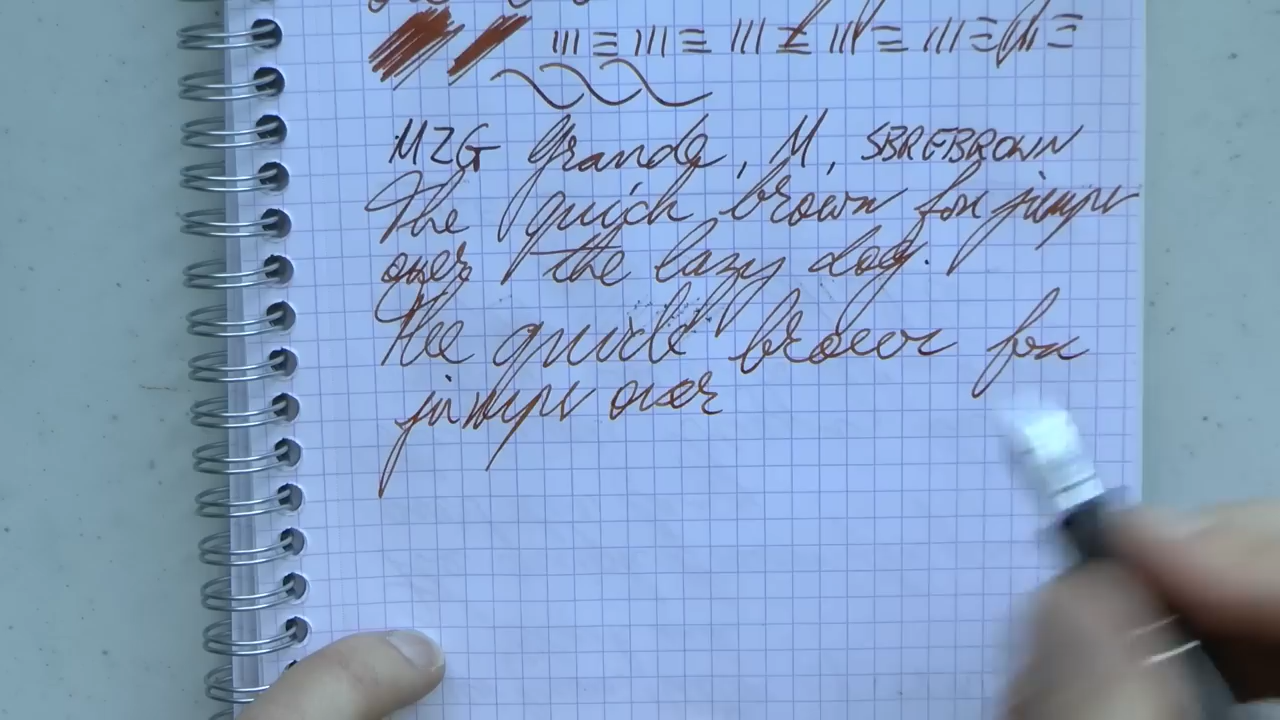 MZG Grande, M, SBREBROWN
The quick brown fox jumps
over the lazy dog.
The quick brown fox
jumps over